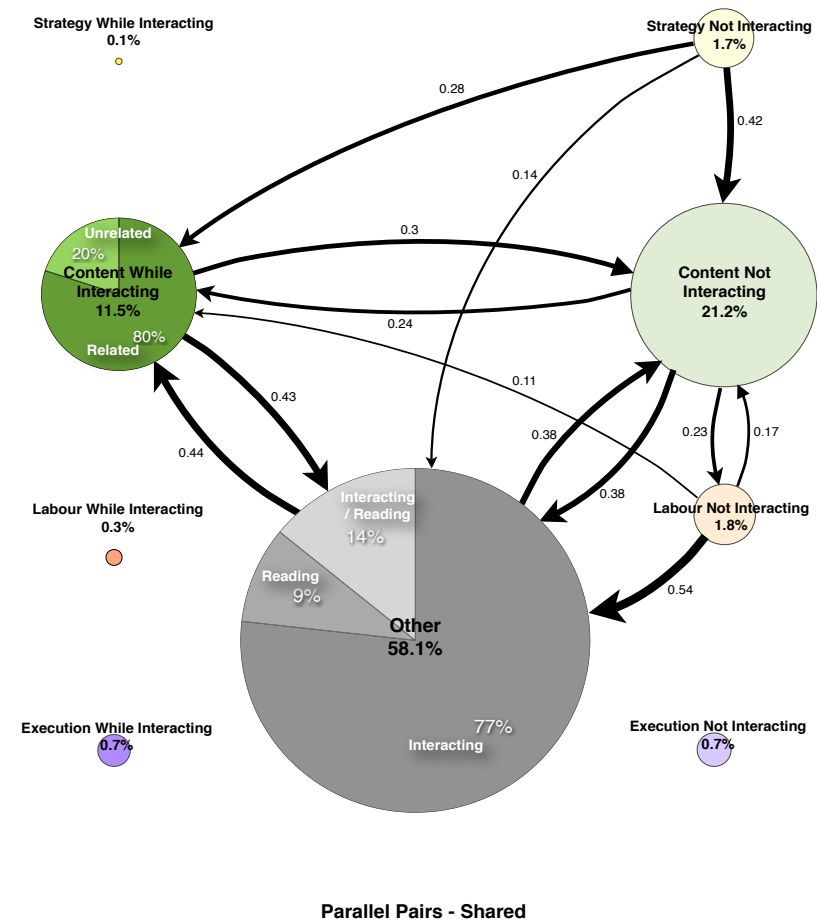 Strategy While Interacting
0.1%
Strategy Not Interacting
1.7%
0.28
0.42
0.14
Unrelated
20%
Content While
Interacting
11.5%
80%
Related
0.3
0.24
Content Not
Interacting
21.2%
0.11
0.43
0.44
0.38
0.38
0.23
0.17
Labour While Interacting
0.3%
Labour Not Interacting
1.8%
0.54
Interacting
/ Reading
14%
Reading
9%
Other
58.1%
77%
Interacting
Execution While Interacting
0.7%
Execution Not Interacting
0.7%
Parallel Pairs - Shared